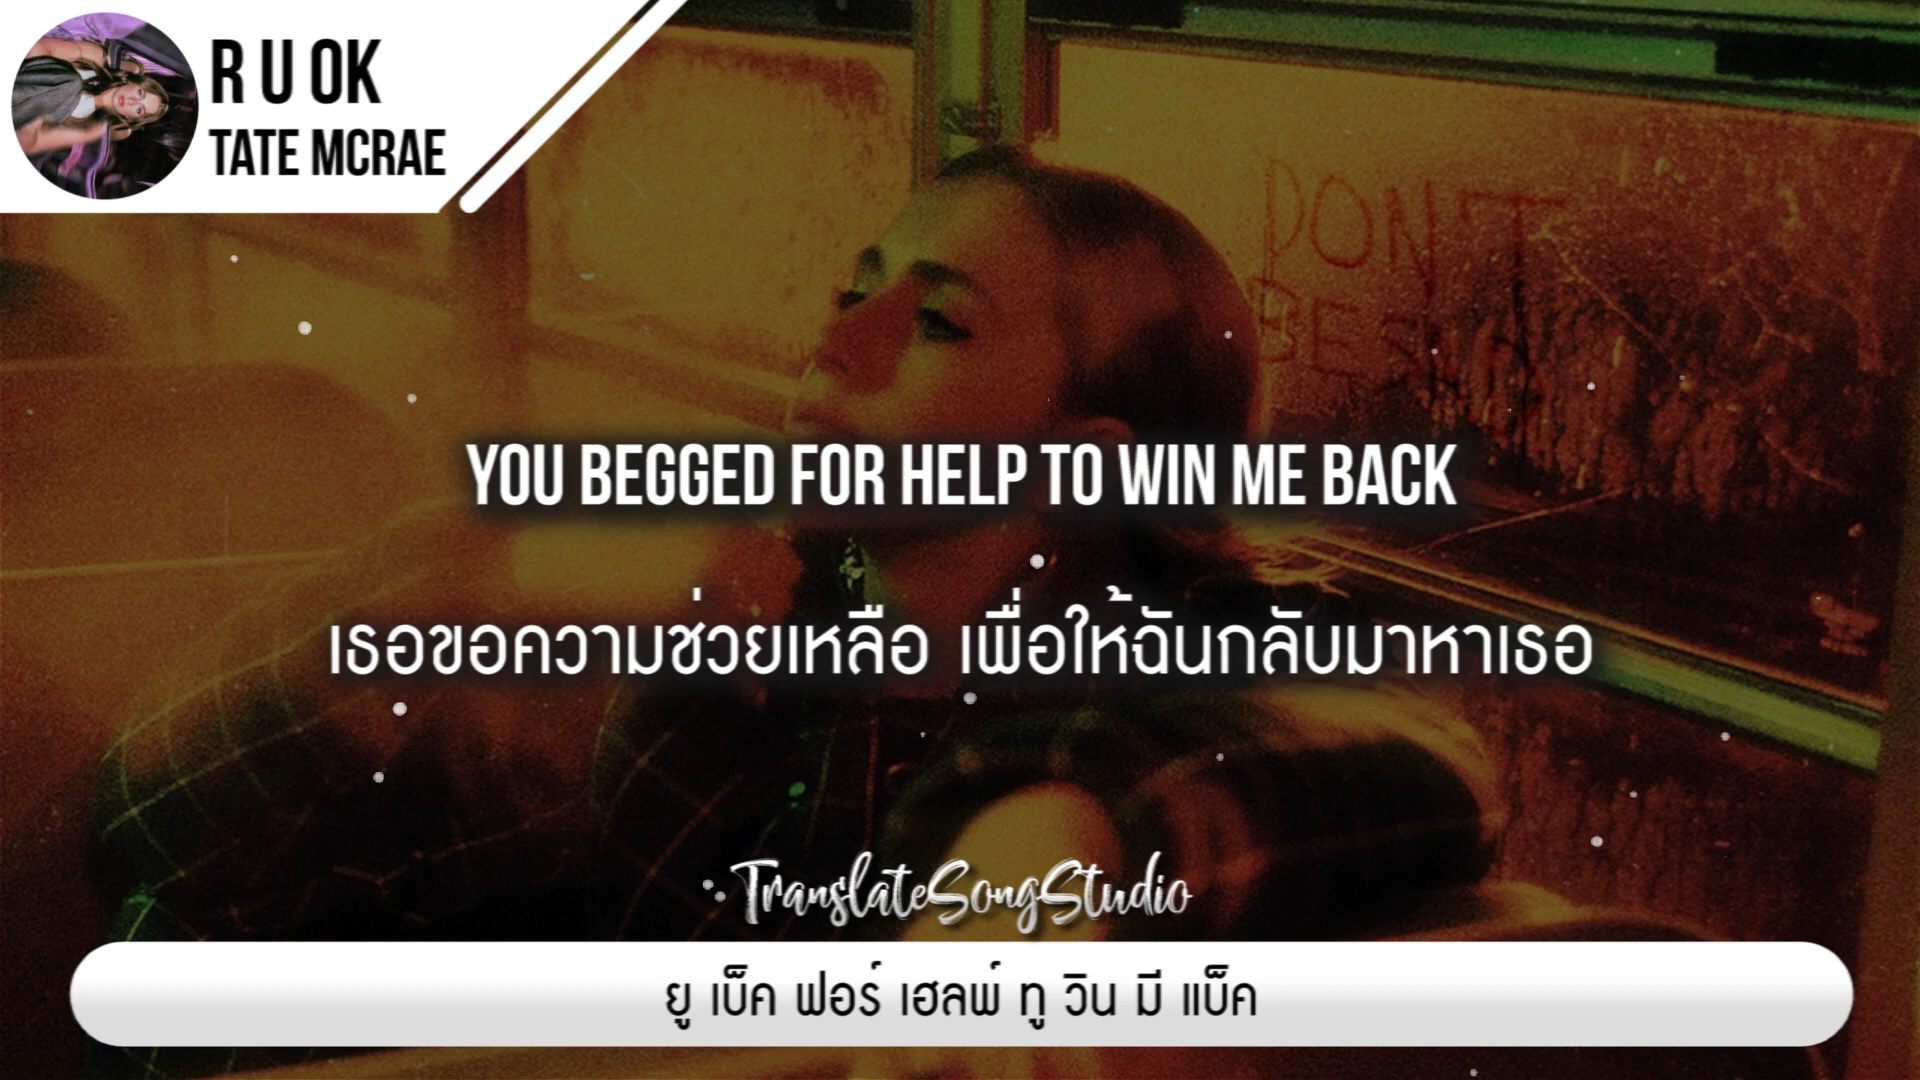 R U OK
TATE MCRAE
DON'T
YOU BEGGED FOR HELP TO WIN ME BACK
เธอขอความช่วยเหลือ เพื่อให้ฉันกลับมาหาเธอ
TranslateSongStudio
ยู เบ็ค ฟอร์ เฮลพ์ ทู วิน มี แบ็ค